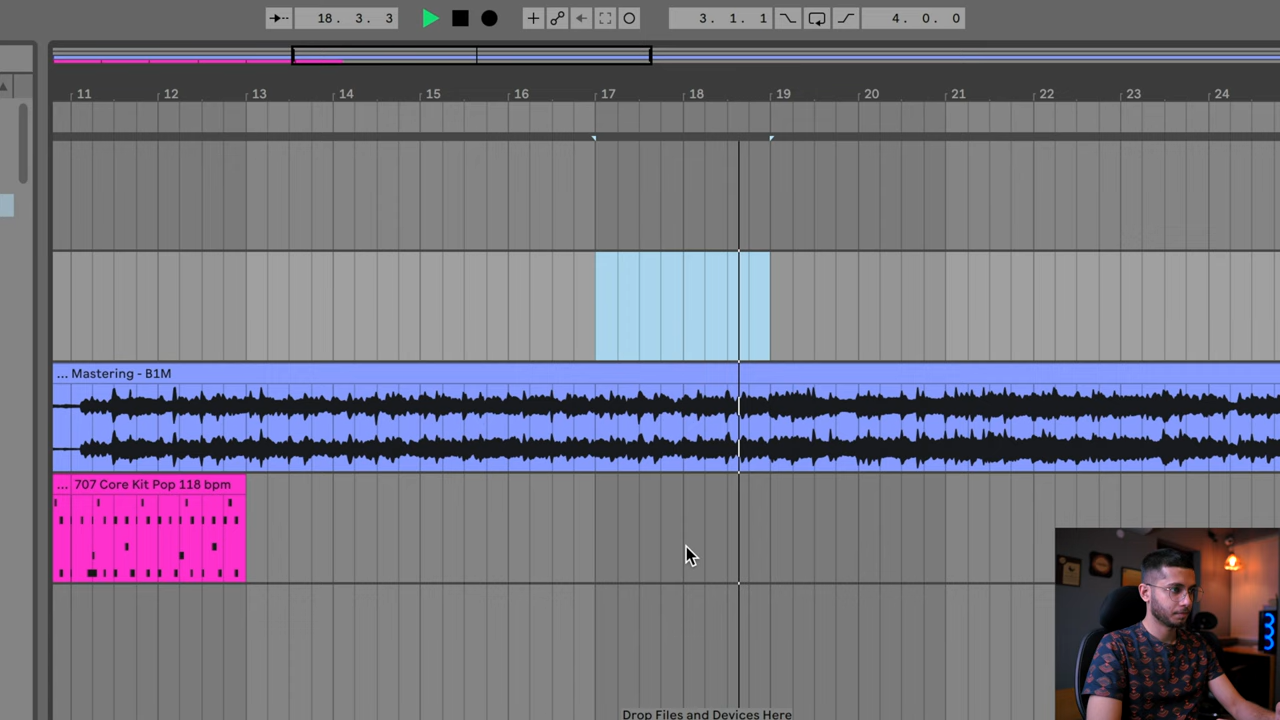 18. 3. 3
3. 1. 1
4. 0. 0
11 12 13 14 15 16 17 18 19 20 21 22 23 24
... Mastering - B1M
... 707 Core Kit Pop 118 bpm
Drop Files and Devices Here